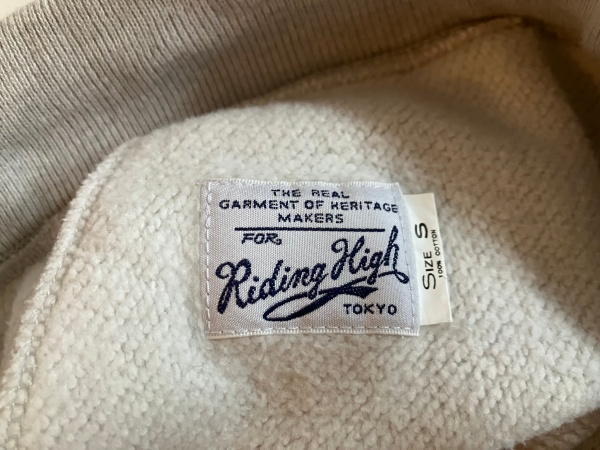 THE REAL
GARMENT OF HERITAGE
MAKERS
FOR,
Riding High
TOKYO
SIZE S
100% COTTON